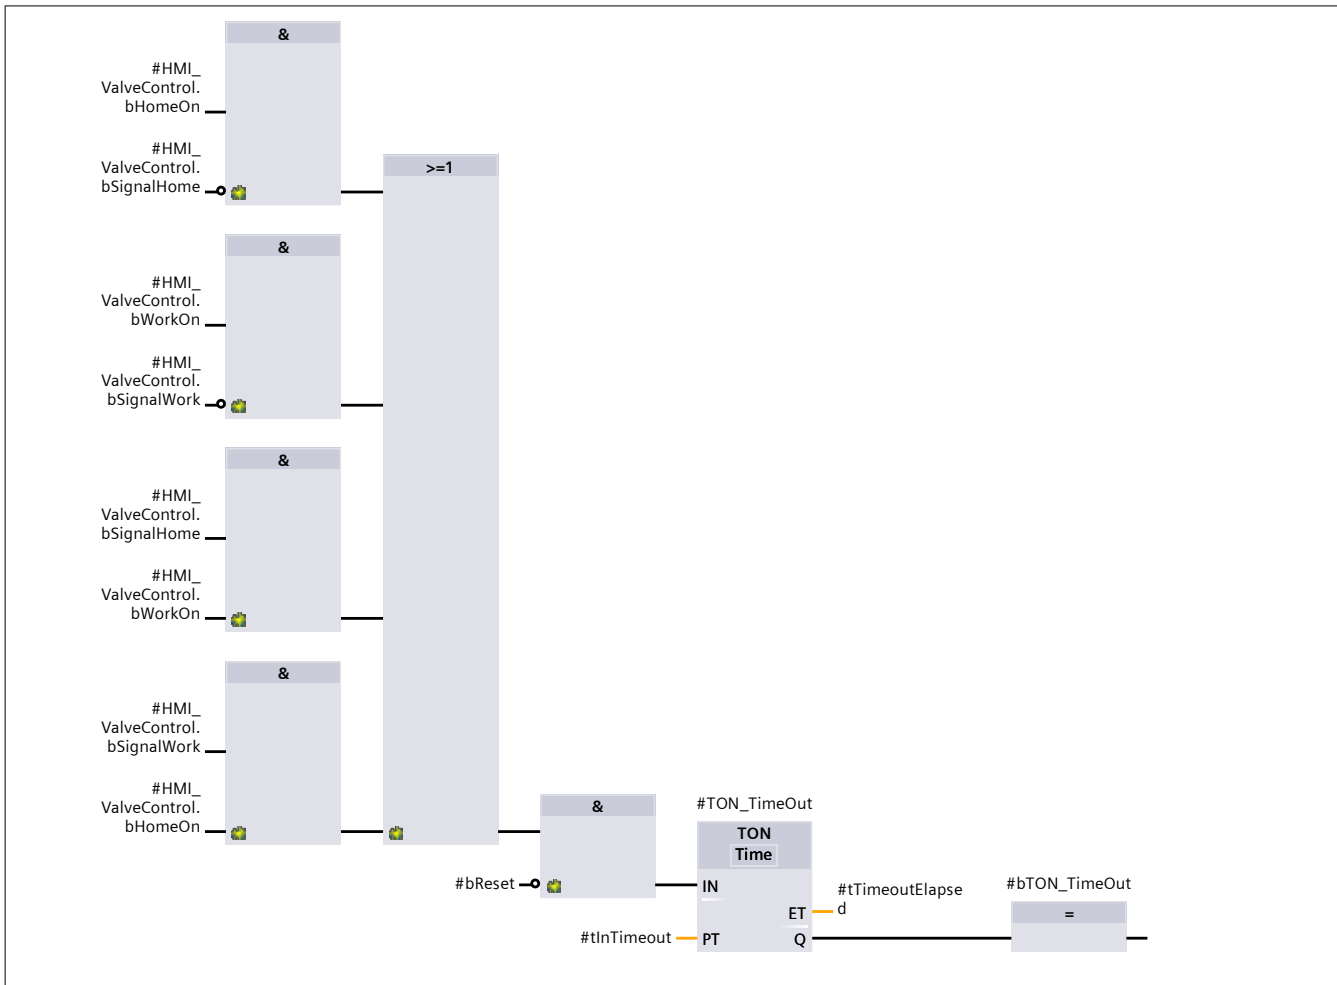 &
#HMI_
ValveControl.
bHomeOn
#HMI_
ValveControl.
bSignalHome
>=1
&
#HMI_
ValveControl.
bWorkOn
#HMI_
ValveControl.
bSignalWork
&
#HMI_
ValveControl.
bSignalHome
#HMI_
ValveControl.
bWorkOn
&
#HMI_
ValveControl.
bSignalWork
#HMI_
ValveControl.
bHomeOn
&
#bReset
#TON_TimeOut
TON
Time
IN
#tInTimeout
PT
ET
#tTimeoutElapse
d
Q
#bTON_TimeOut
=